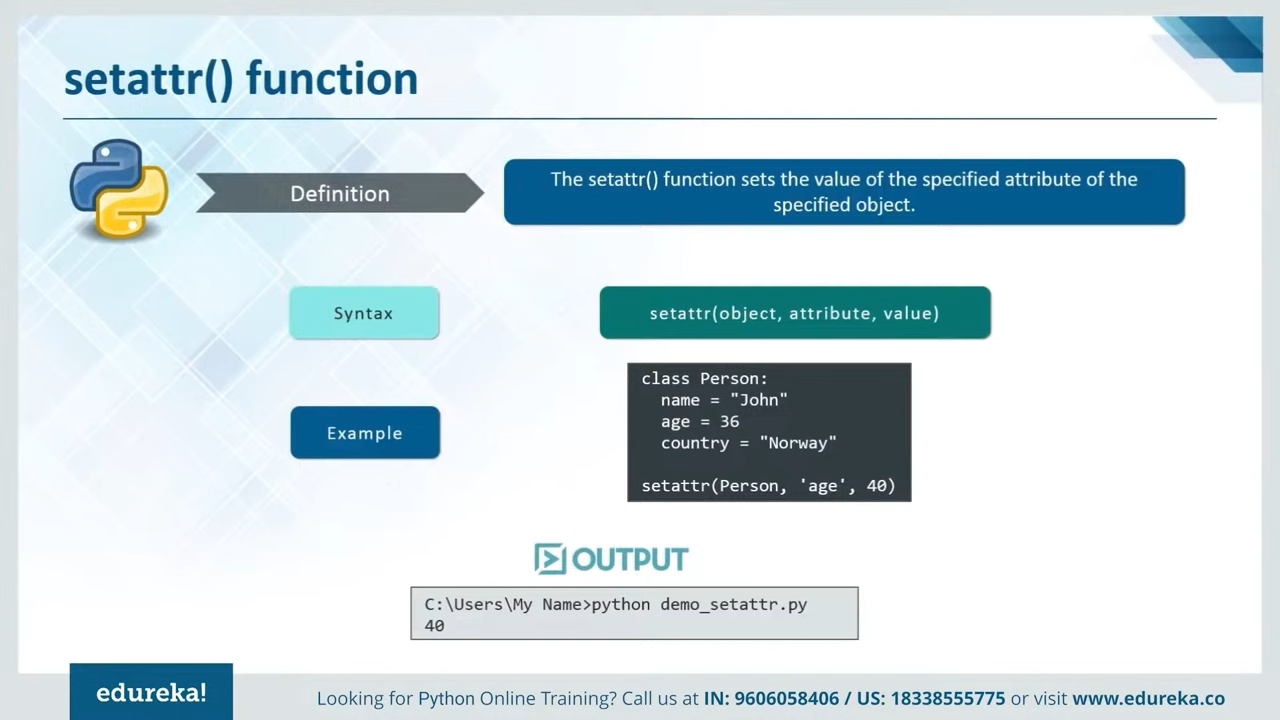 setattr() function
Definition
The setattr() function sets the value of the specified attribute of the
specified object.
Syntax
setattr(object, attribute, value)
Example
class Person:
  name = "John"
  age = 36
  country = "Norway"
setattr(Person, 'age', 40)
OUTPUT
C:\Users\My Name>python demo_setattr.py
40
edureka!
Looking for Python Online Training? Call us at IN: 9606058406 / US: 18338555775 or visit www.edureka.co